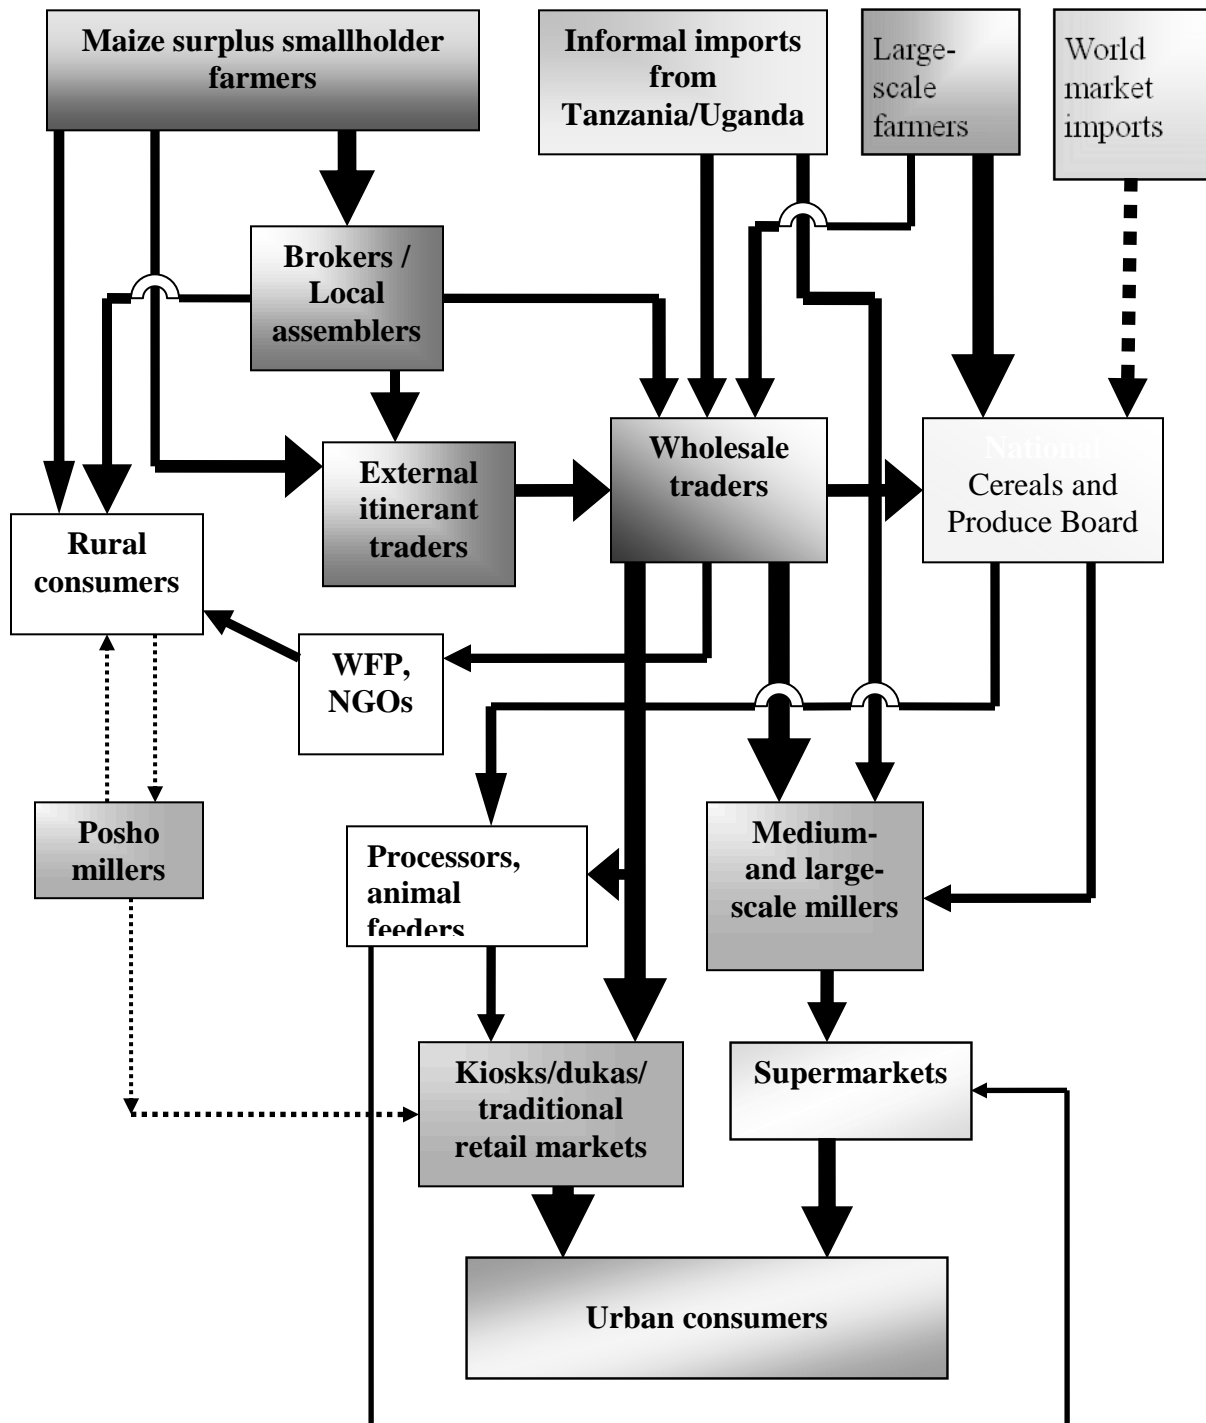 Maize surplus smallholder
farmers
Informal imports
from
Tanzania/Uganda
Large-
scale
farmers
World
market
imports
Brokers /
Local
assemblers
External
itinerant
traders
Wholesale
traders
National
Cereals and
Produce Board
Rural
consumers
WFP,
NGOs
Posho
millers
Processors,
animal
feeders
Medium-
and large-
scale millers
Kiosks/dukas/
traditional
retail markets
Supermarkets
Urban consumers